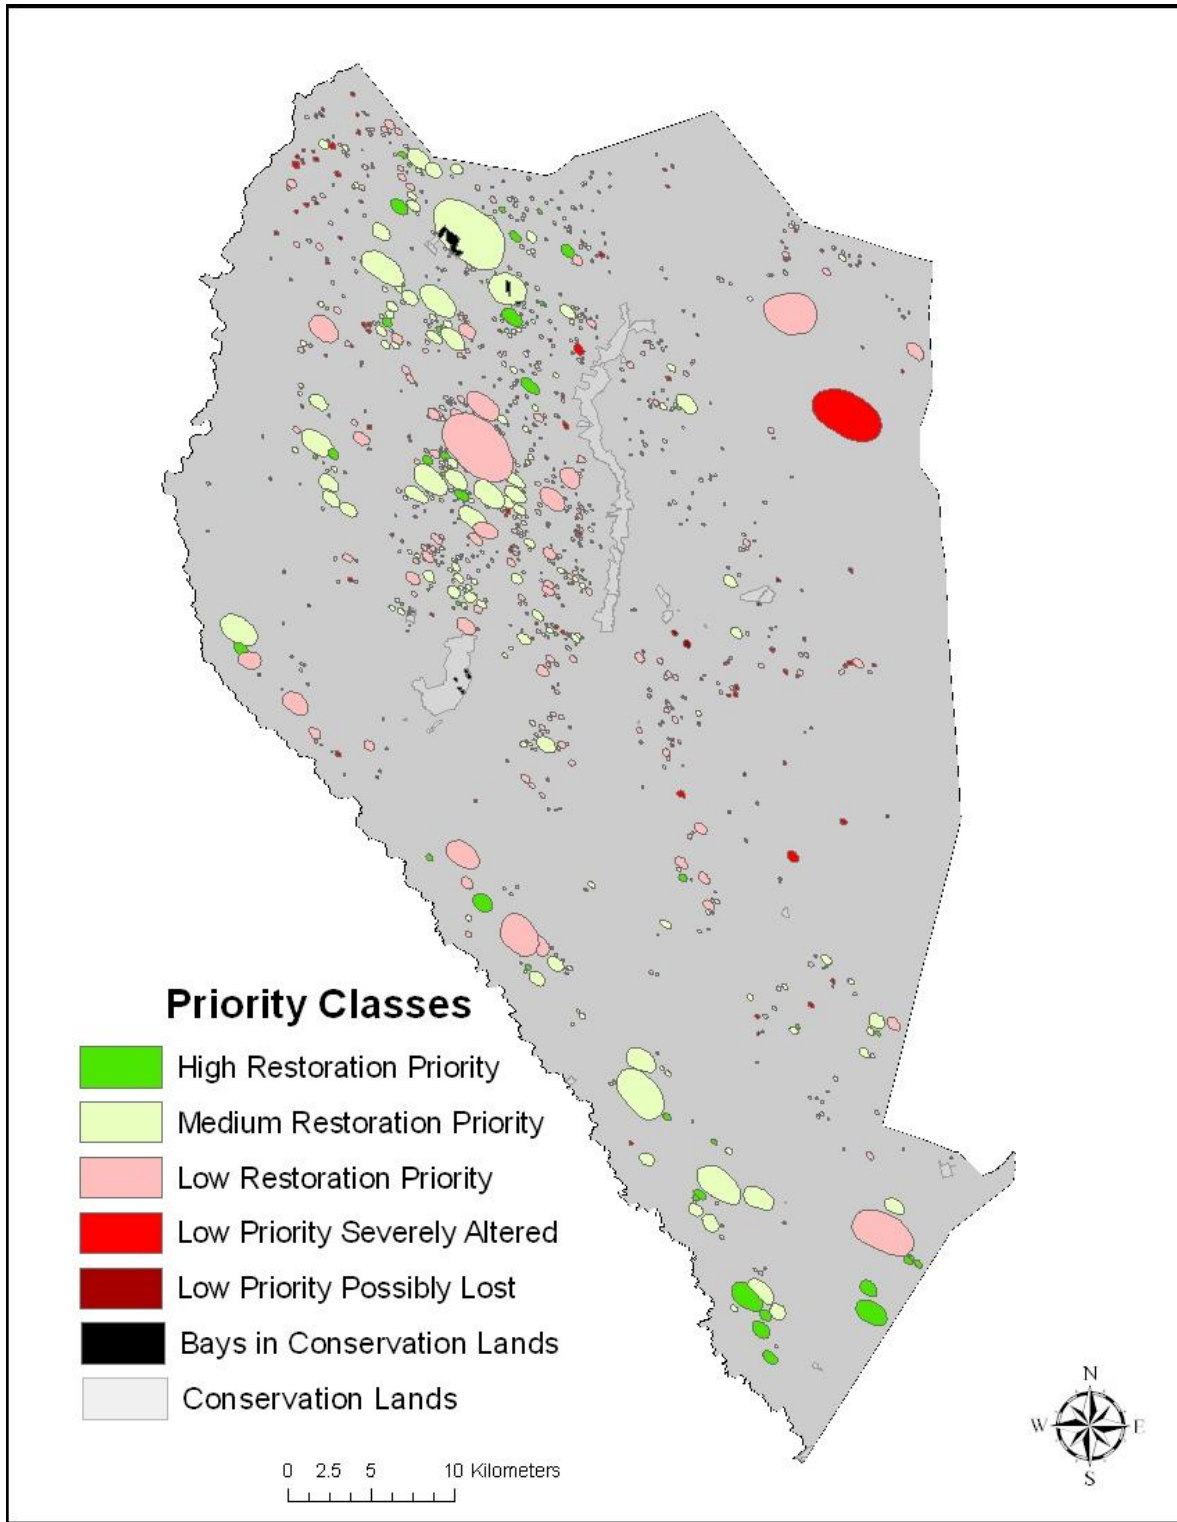 Priority Classes
High Restoration Priority
Medium Restoration Priority
Low Restoration Priority
Low Priority Severely Altered
Low Priority Possibly Lost
Bays in Conservation Lands
Conservation Lands
0 2.5 5 10 Kilometers
N
W E
S